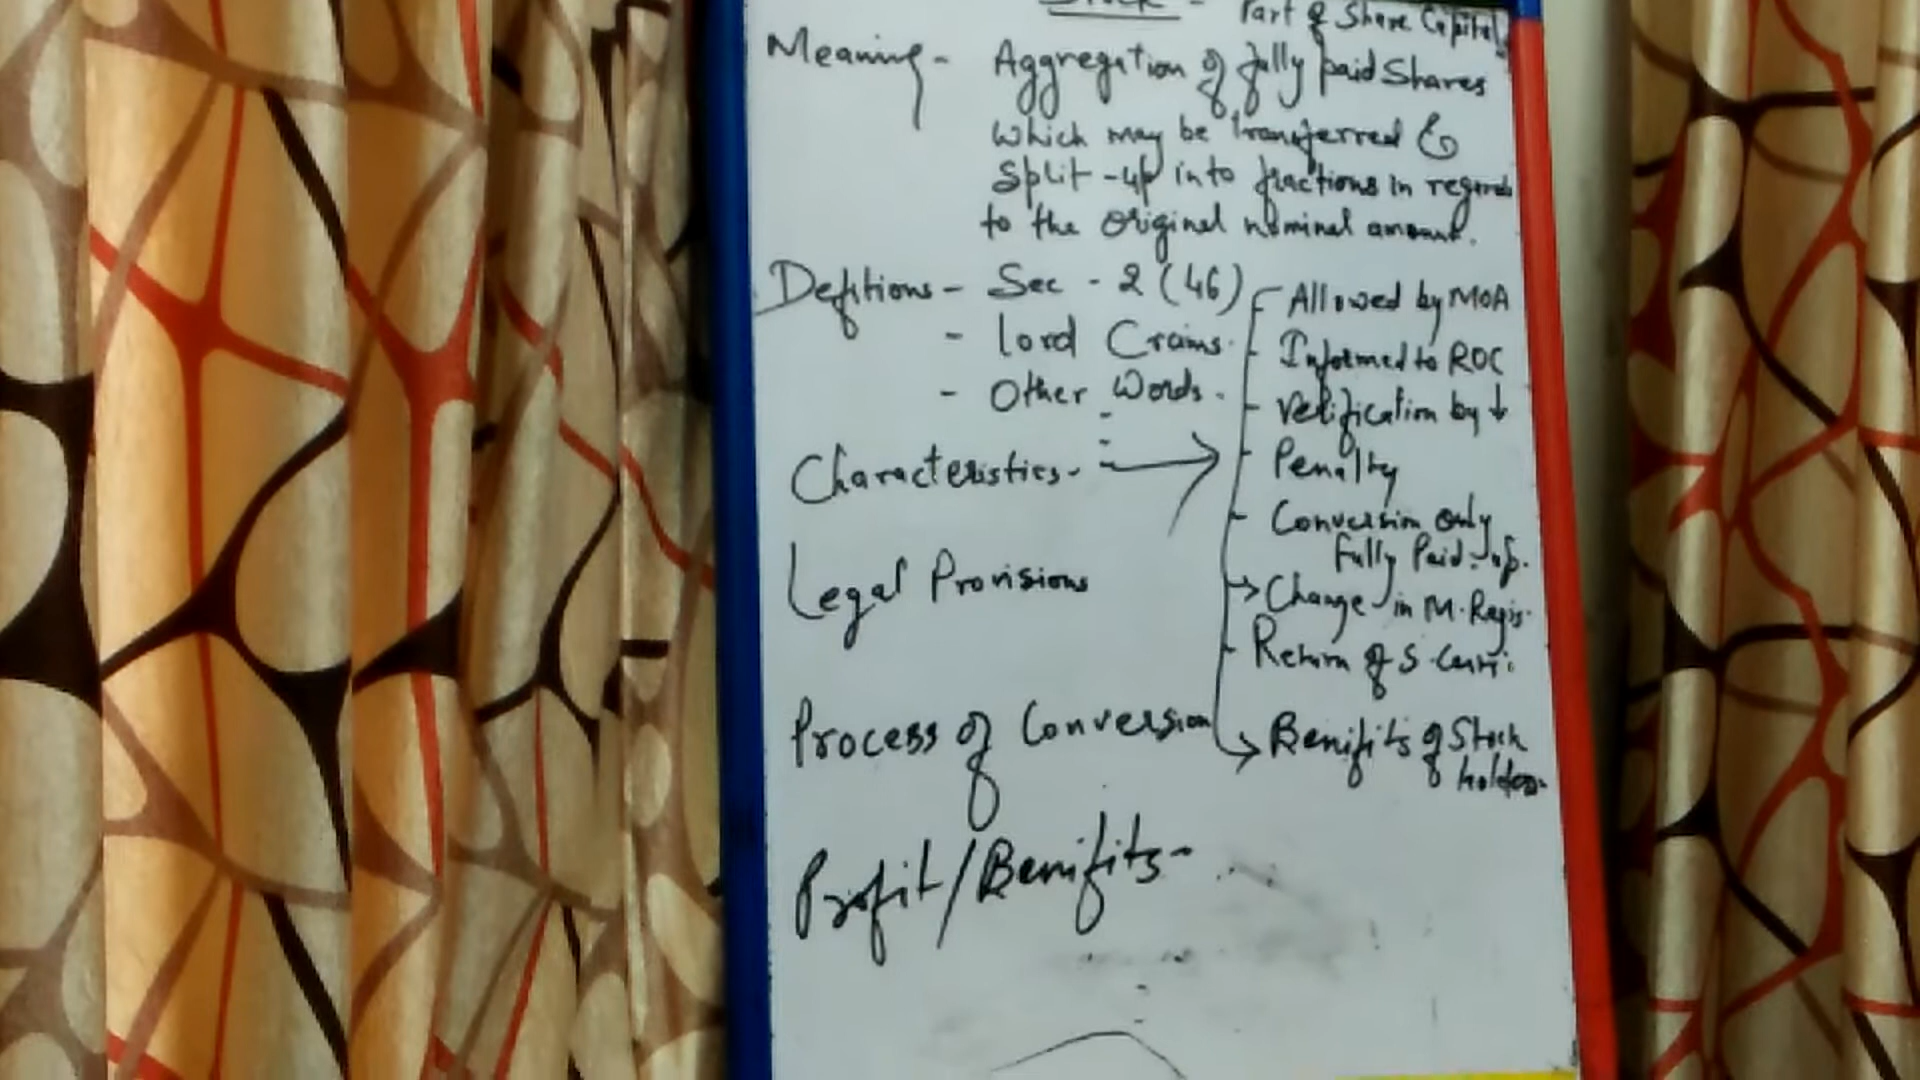 Stock - Part of Share Capital
Meaning - Aggregation of fully paid Shares
which may be transferred &
Split-up into fractions in regards
to the original nominal amount.
Defitions - Sec - 2 (46)
- Lord Crains.
- Other Words.
Characteristics -
Legal Provisions
Process of Conversion
Profit/Benifits -
Allowed by MOA
Informed to ROC
Verification by ↓
Penalty
Conversion only
Fully Paid-up.
→ Change in M. Regis.
Return of S. Certi.
→ Benifits of Stock
holders.